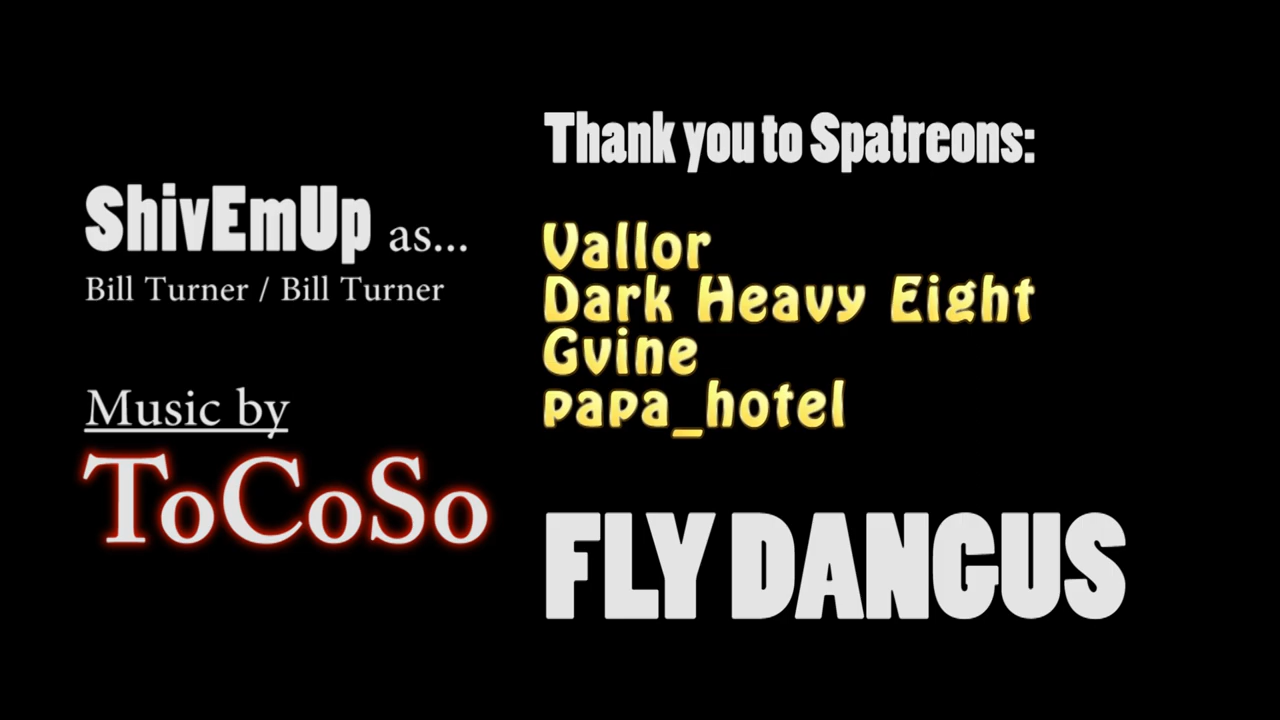 ShivEmUp as...
Bill Turner / Bill Turner
Music by
ToCoSo
Thank you to Spatreons:
Vallor
Dark Heavy Eight
Gvine
papa_hotel
FLY DANGUS